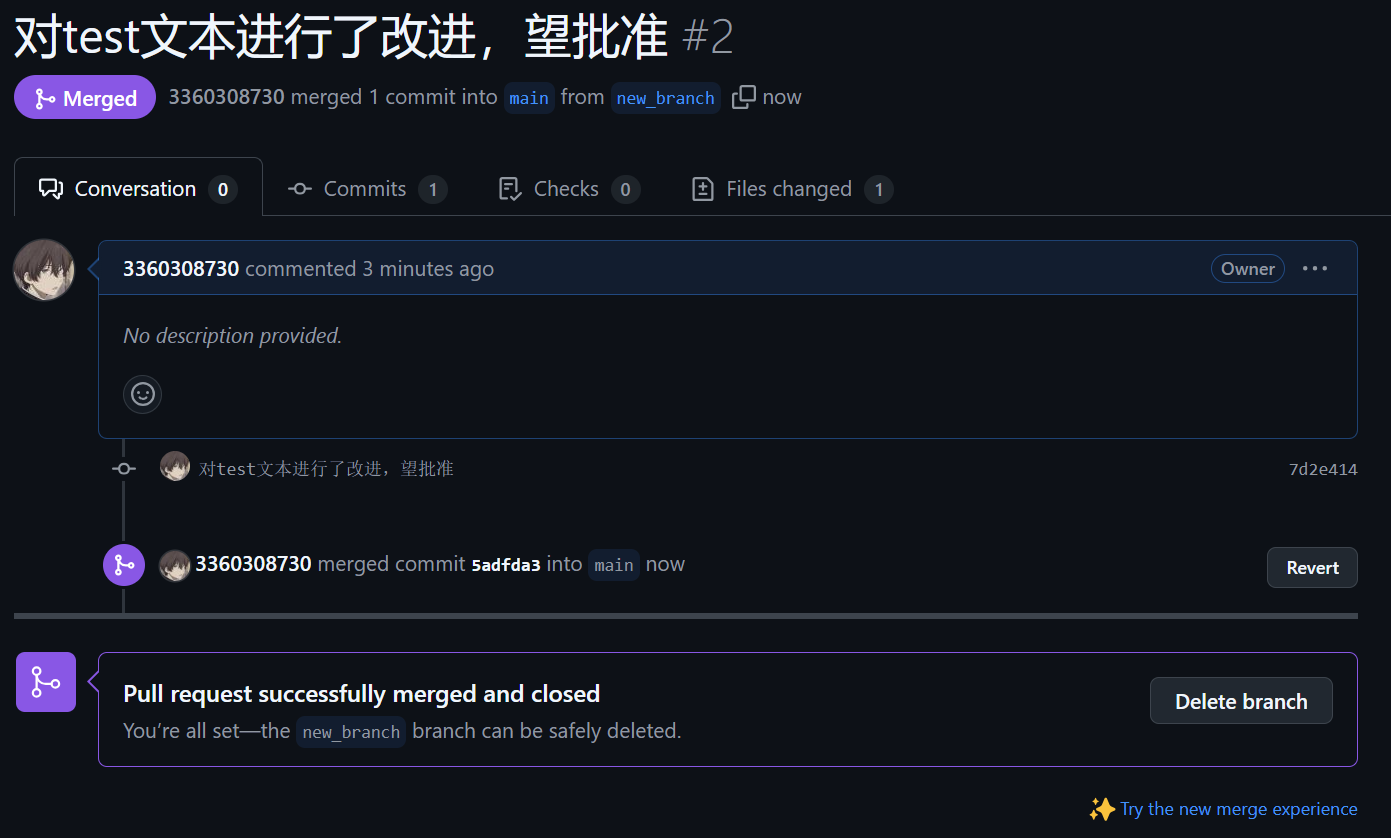 对test文本进行了改进，望批准 #2
Merged 3360308730 merged 1 commit into main from new_branch now
Conversation 0 Commits 1 Checks 0 Files changed 1
3360308730 commented 3 minutes ago Owner
No description provided.
对test文本进行了改进，望批准 7d2e414
3360308730 merged commit 5adfda3 into main now Revert
Pull request successfully merged and closed
You’re all set—the new_branch branch can be safely deleted.
Delete branch
Try the new merge experience